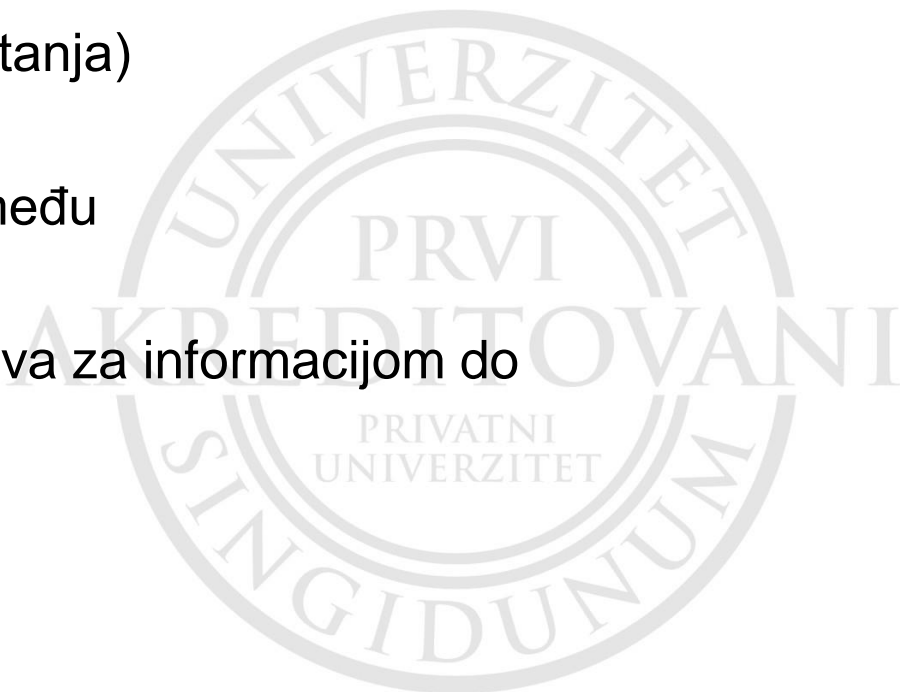 tanja)
među
va za informacijom do
UNIVERZITET
PRVI
AKREDITOVANI
PRIVATNI
UNIVERZITET
SINGIDUNUM